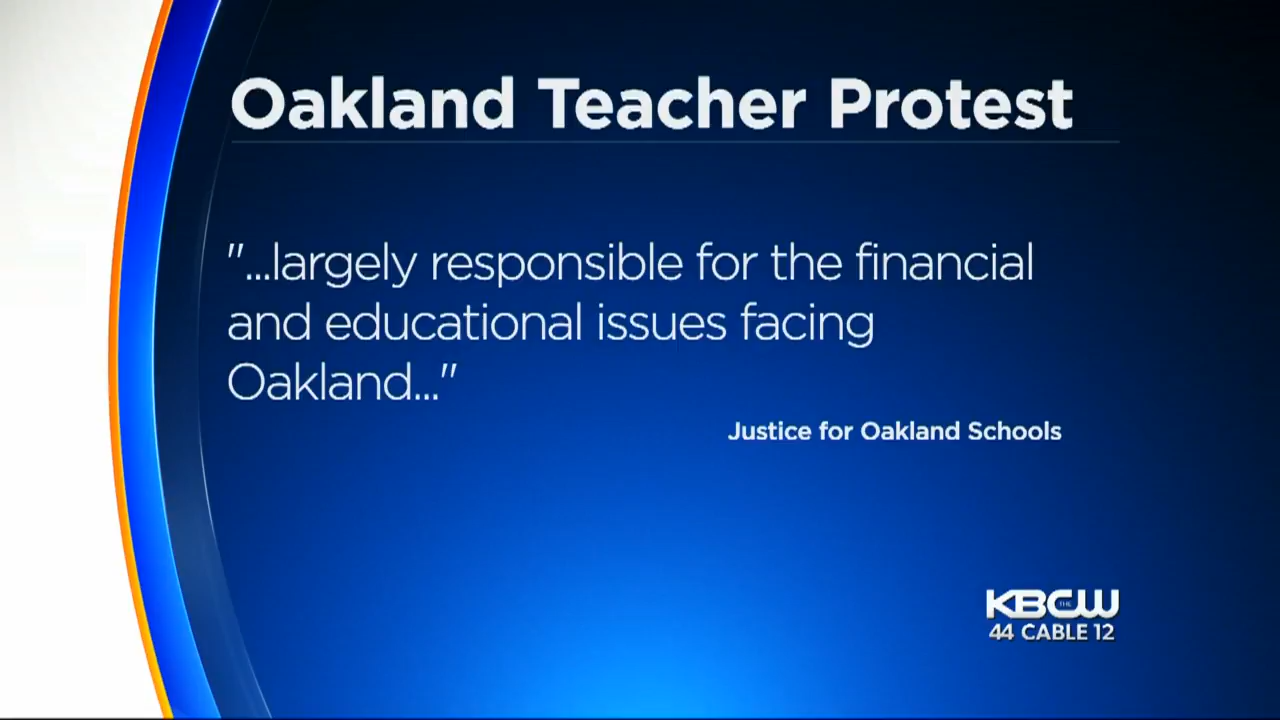 Oakland Teacher Protest
"...largely responsible for the financial
and educational issues facing
Oakland..."
Justice for Oakland Schools
KBCW
THE
44 CABLE 12